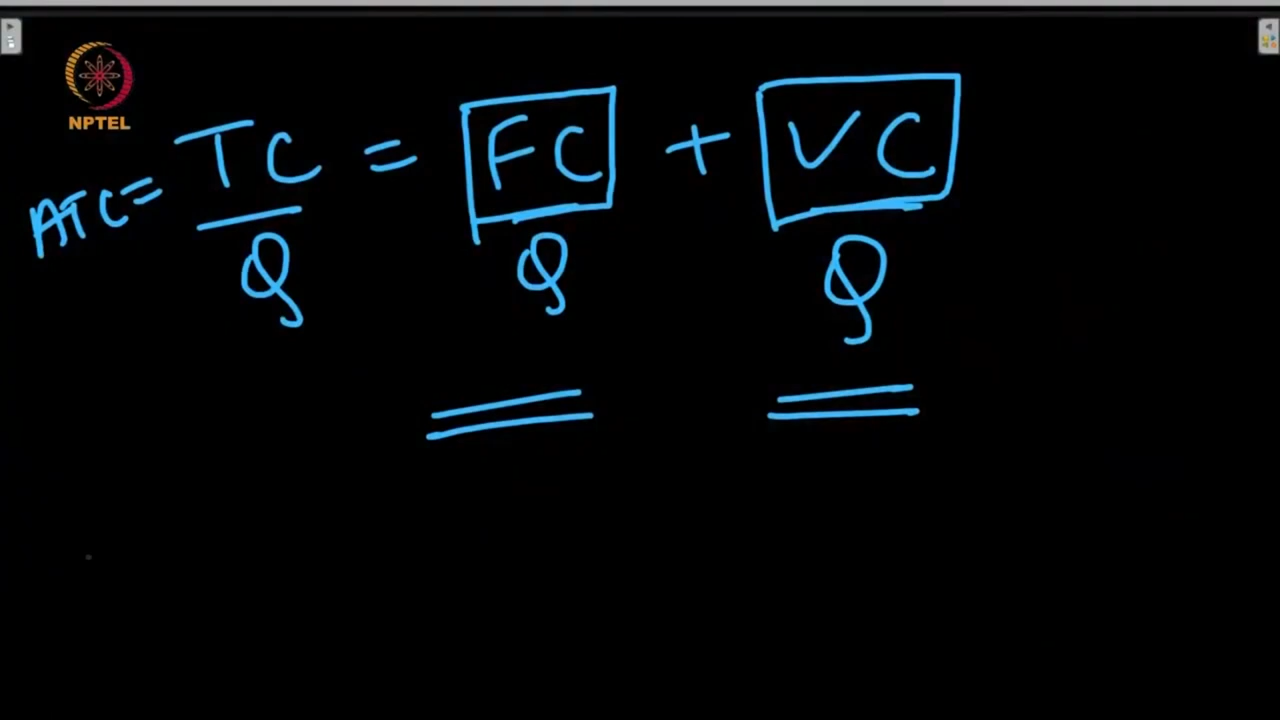 NPTEL
ATC = TC/Q = FC/Q + VC/Q